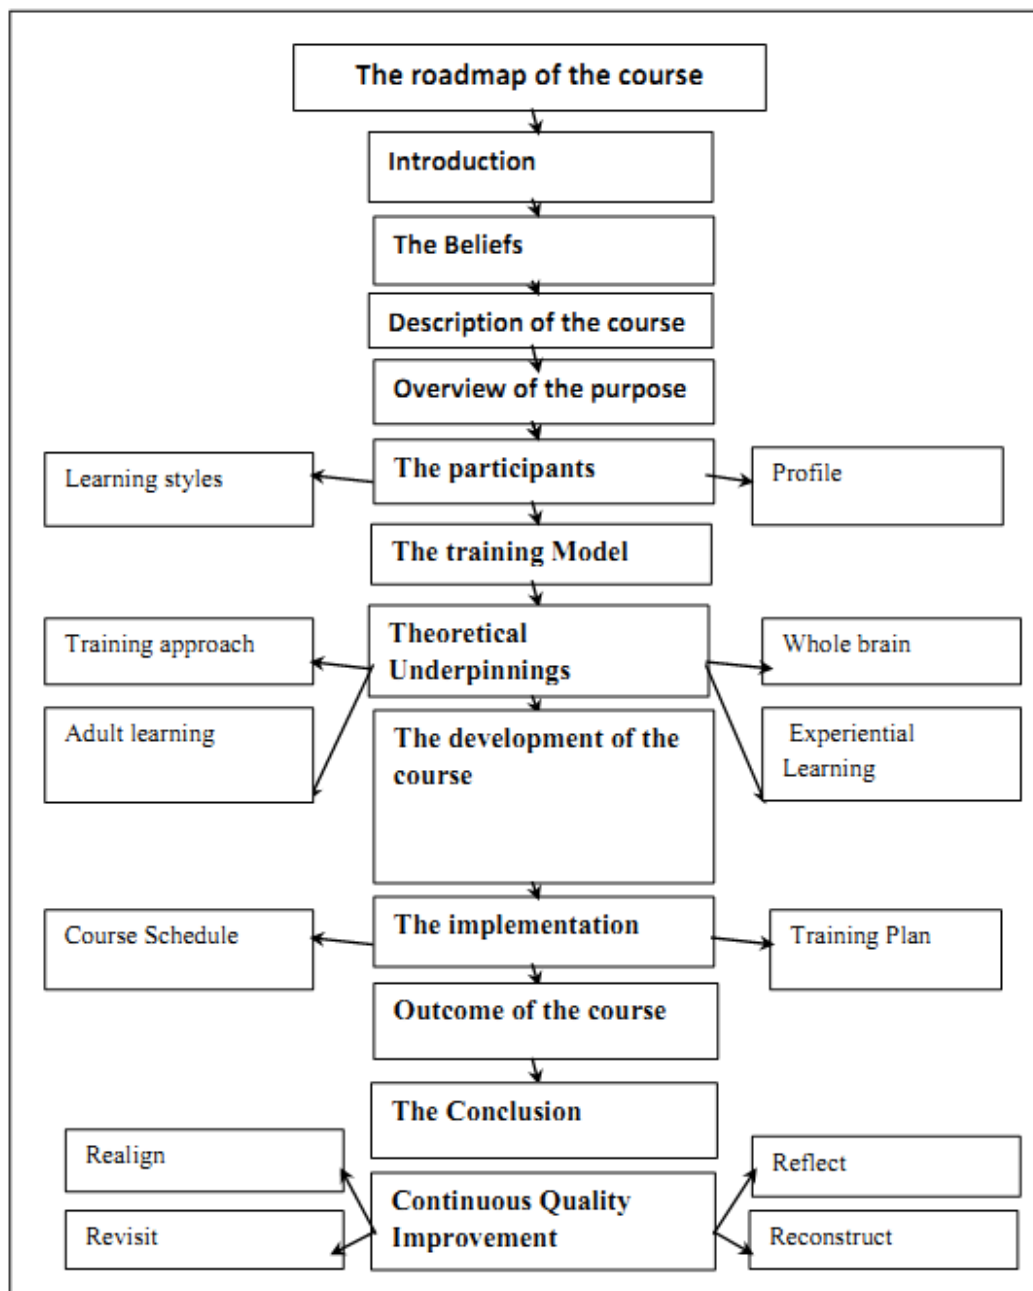 The roadmap of the course
Introduction
The Beliefs
Description of the course
Overview of the purpose
Learning styles
The participants
Profile
The training Model
Training approach
Theoretical
Underpinnings
Whole brain
Adult learning
The development of the
course
Experiential
Learning
Course Schedule
The implementation
Training Plan
Outcome of the course
The Conclusion
Realign
Reflect
Revisit
Continuous Quality
Improvement
Reconstruct